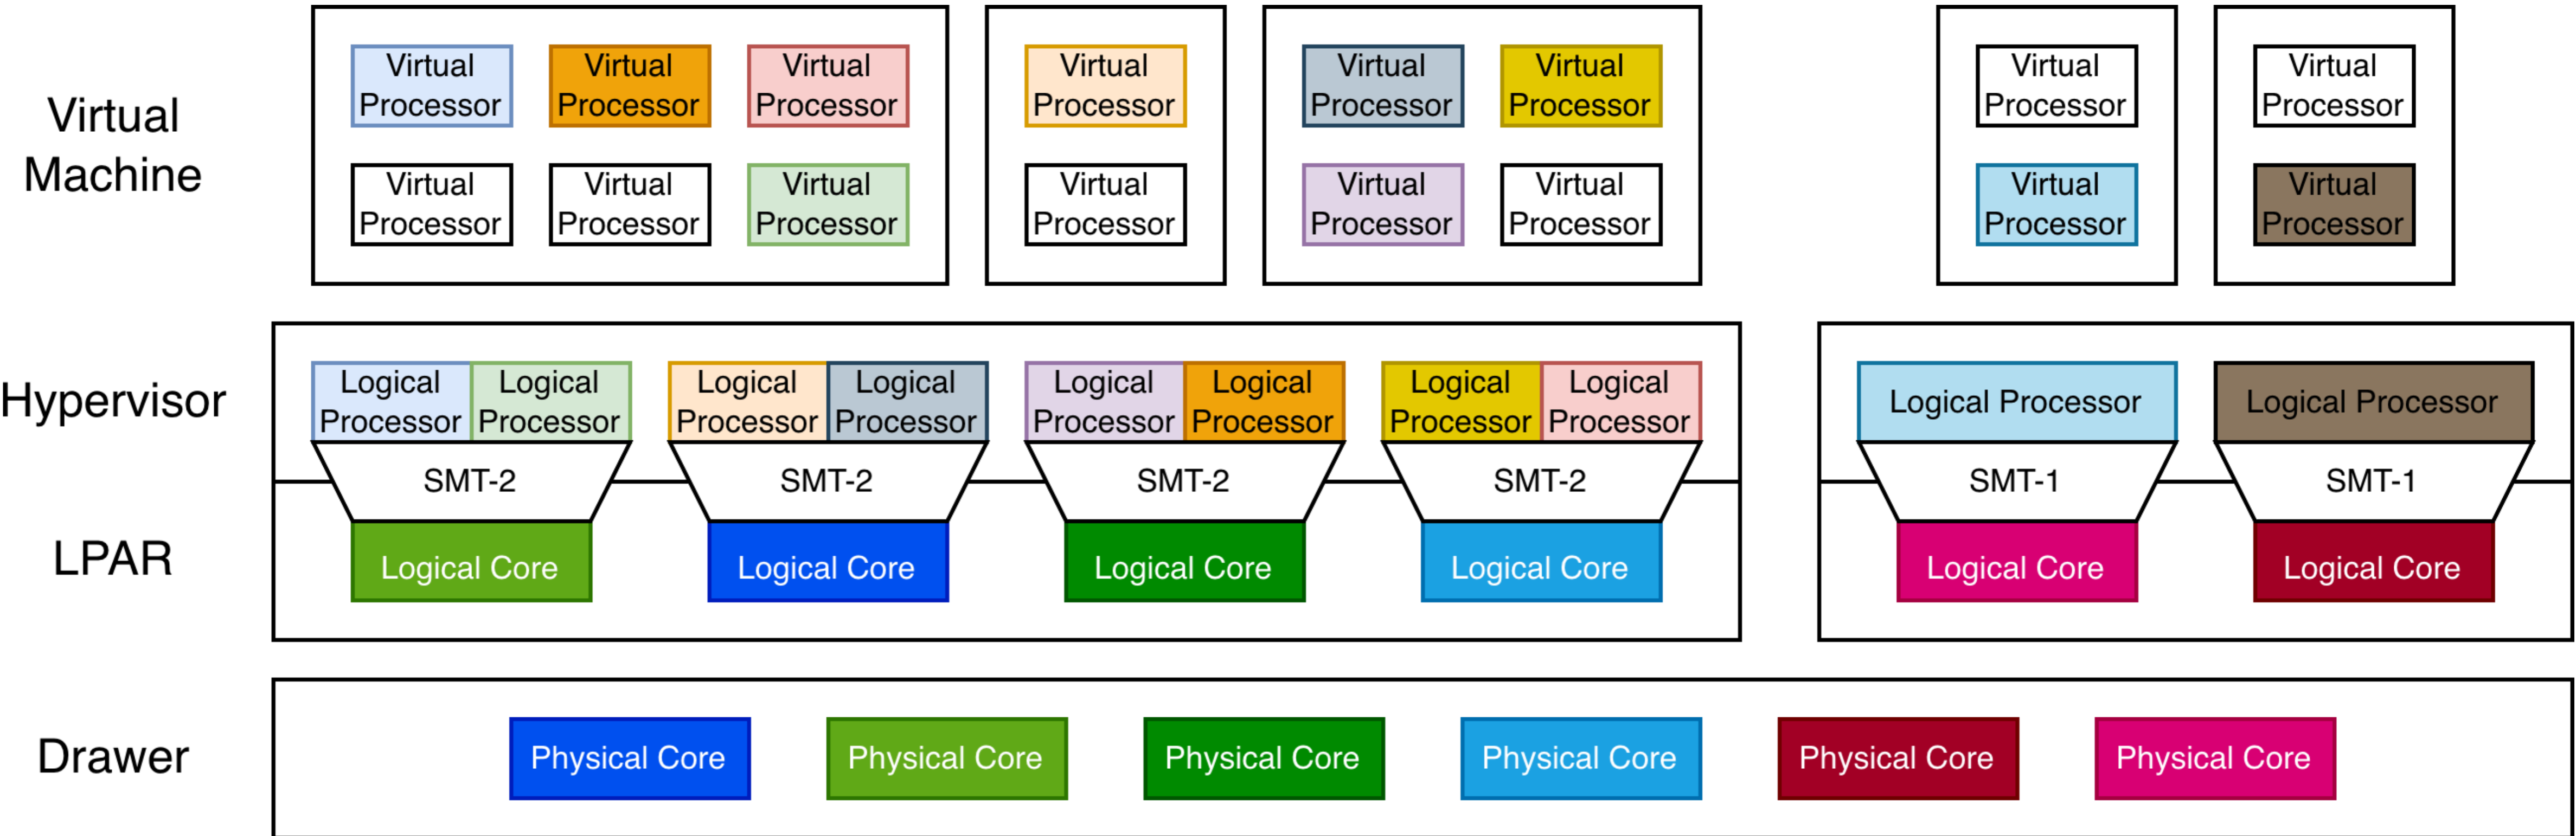 Virtual
Machine
Virtual
Processor
Virtual
Processor
Virtual
Processor
Virtual
Processor
Virtual
Processor
Virtual
Processor
Virtual
Processor
Virtual
Processor
Virtual
Processor
Virtual
Processor
Virtual
Processor
Virtual
Processor
Virtual
Processor
Virtual
Processor
Virtual
Processor
Virtual
Processor
Hypervisor
Logical
Processor
Logical
Processor
Logical
Processor
Logical
Processor
Logical
Processor
Logical
Processor
Logical
Processor
Logical
Processor
Logical Processor
Logical Processor
SMT-2
SMT-2
SMT-2
SMT-2
SMT-1
SMT-1
LPAR
Logical Core
Logical Core
Logical Core
Logical Core
Logical Core
Logical Core
Drawer
Physical Core
Physical Core
Physical Core
Physical Core
Physical Core
Physical Core